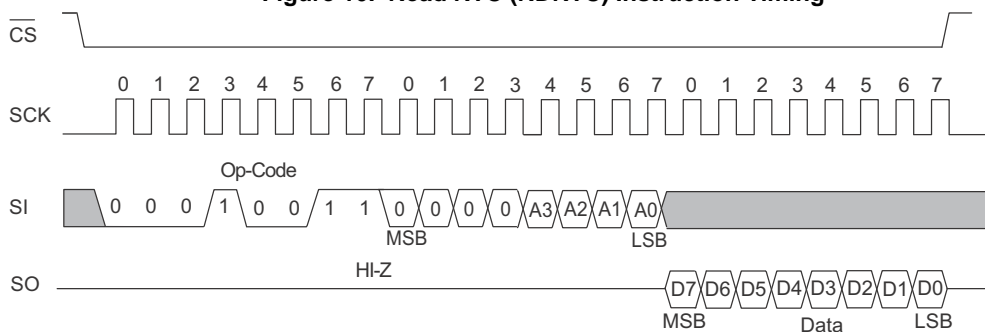 Figure 10. Read RTC (RDRTC) Instruction Timing
CS
0 1 2 3 4 5 6 7 0 1 2 3 4 5 6 7 0 1 2 3 4 5 6 7
SCK
Op-Code
SI 0 0 0 1 0 0 1 1 0 0 0 0 A3 A2 A1 A0
MSB LSB
HI-Z
SO D7 D6 D5 D4 D3 D2 D1 D0
MSB Data LSB